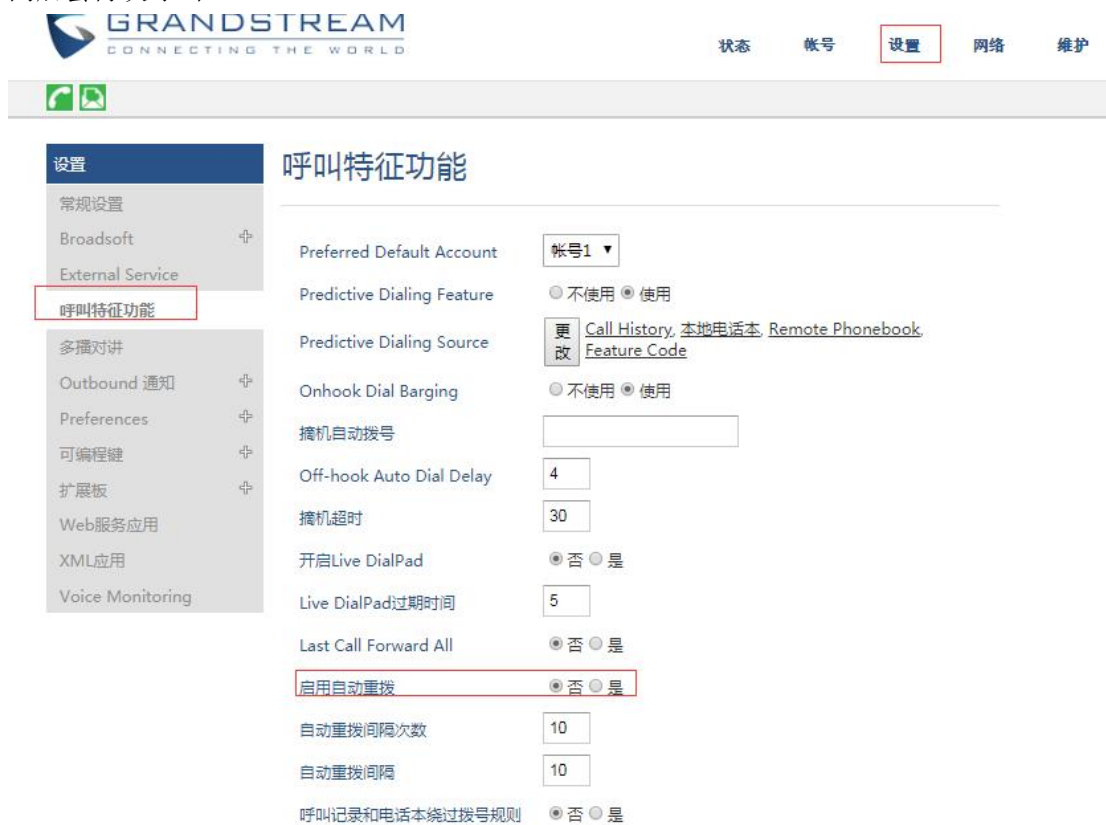 GRANDSTREAM
CONNECTING THE WORLD
状态 帐号 设置 网络 维护
设置
常规设置
Broadsoft
External Service
呼叫特征功能
多播对讲
Outbound 通知
Preferences
可编程键
扩展板
Web服务应用
XML应用
Voice Monitoring
呼叫特征功能
Preferred Default Account 帐号1
Predictive Dialing Feature 不使用 使用
Predictive Dialing Source 更改 Call History, 本地电话本, Remote Phonebook,
Feature Code
Onhook Dial Barging 不使用 使用
摘机自动拨号
Off-hook Auto Dial Delay 4
摘机超时 30
开启Live DialPad 否 是
Live DialPad过期时间 5
Last Call Forward All 否 是
启用自动重拨 否 是
自动重拨间隔次数 10
自动重拨间隔 10
呼叫记录和电话本绕过拨号规则 否 是